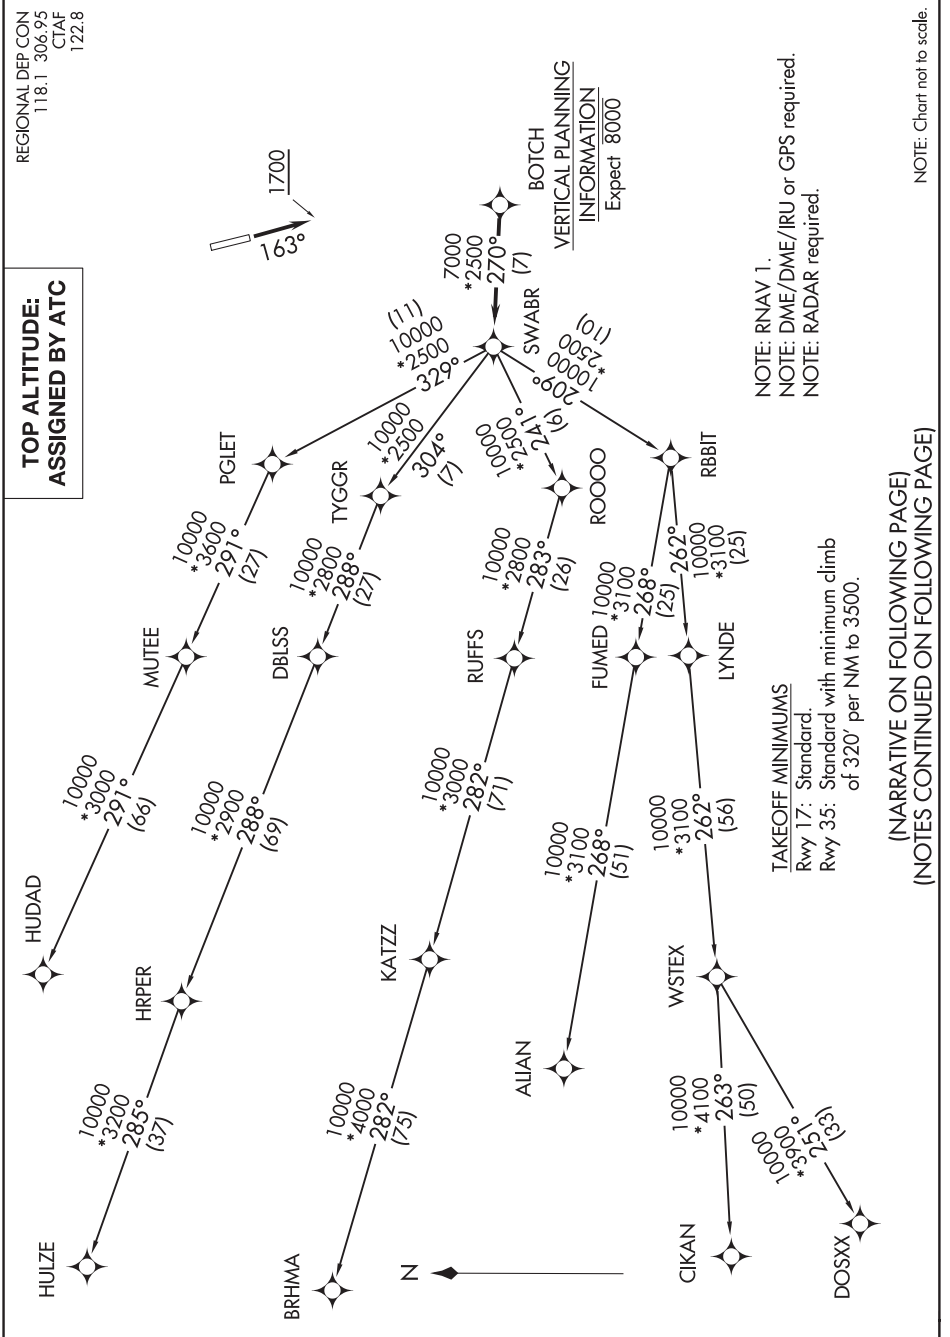 REGIONAL DEP CON
118.1 306.95
CTAF
122.8
TOP ALTITUDE:
ASSIGNED BY ATC
1700
163°
BOTCH
VERTICAL PLANNING
INFORMATION
Expect 8000
7000
*2500
270°
(7)
SWABR
(11)
10000
*2500
329°
PGLET
10000
*3600
291°
(27)
MUTEE
10000
*3000
291°
(66)
HUDAD
10000
*2500
304°
(7)
TYGGR
10000
*2800
288°
(27)
DBLSS
10000
*2900
288°
(69)
HRPER
10000
*3200
285°
(37)
HULZE
10000
*2500
241°
(9)
ROOOO
10000
*2800
283°
(26)
RUFFS
10000
*3000
282°
(71)
KATZZ
10000
*4000
282°
(75)
BRHMA
209°
10000
*2500
(10)
RBBIT
10000
*3100
268°
(25)
FUMED
10000
*3100
268°
(51)
ALIAN
262°
10000
*3100
(25)
LYNDE
10000
*3100
262°
(56)
WSTEX
10000
*4100
263°
(50)
CIKAN
10000
*3900
251°
(33)
DOSXX
N
NOTE: RNAV 1.
NOTE: DME/DME/IRU or GPS required.
NOTE: RADAR required.
TAKEOFF MINIMUMS
Rwy 17: Standard.
Rwy 35: Standard with minimum climb
of 320' per NM to 3500.
(NARRATIVE ON FOLLOWING PAGE)
(NOTES CONTINUED ON FOLLOWING PAGE)
NOTE: Chart not to scale.